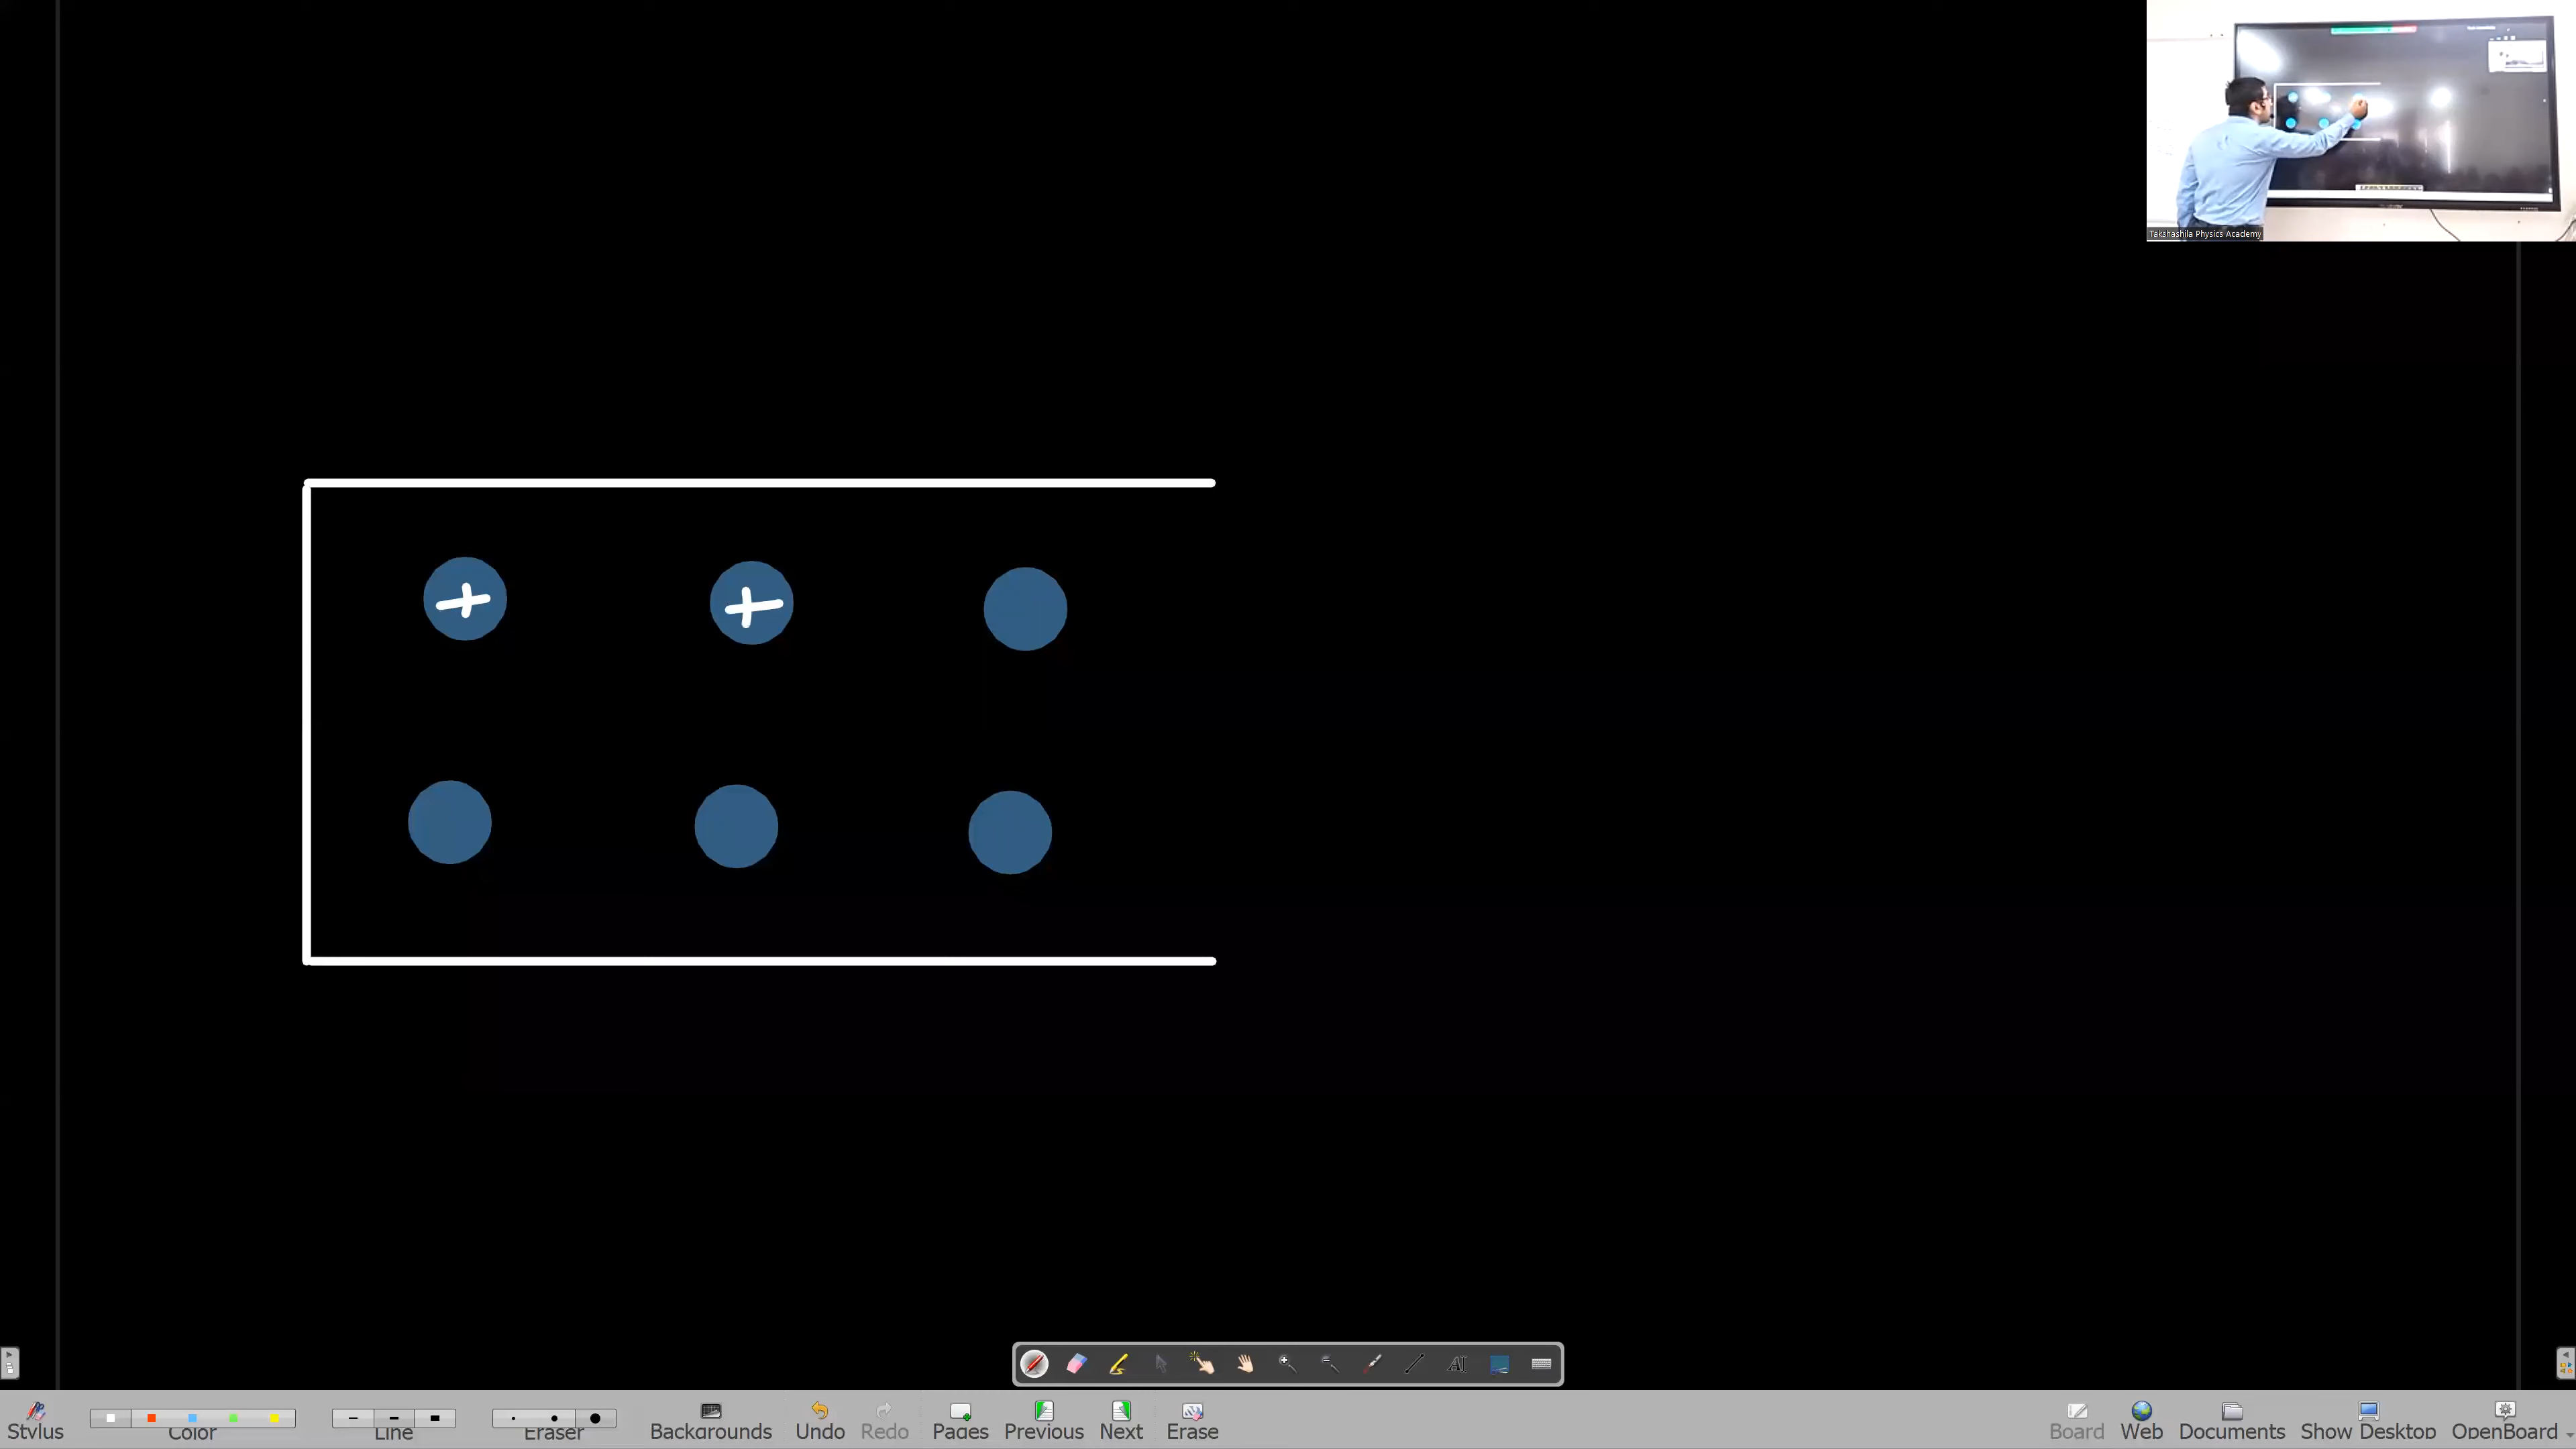 Takshashila Physics Academy
+ +
Stylus Color Line Eraser Backgrounds Undo Redo Pages Previous Next Erase Board Web Documents Show Desktop OpenBoard